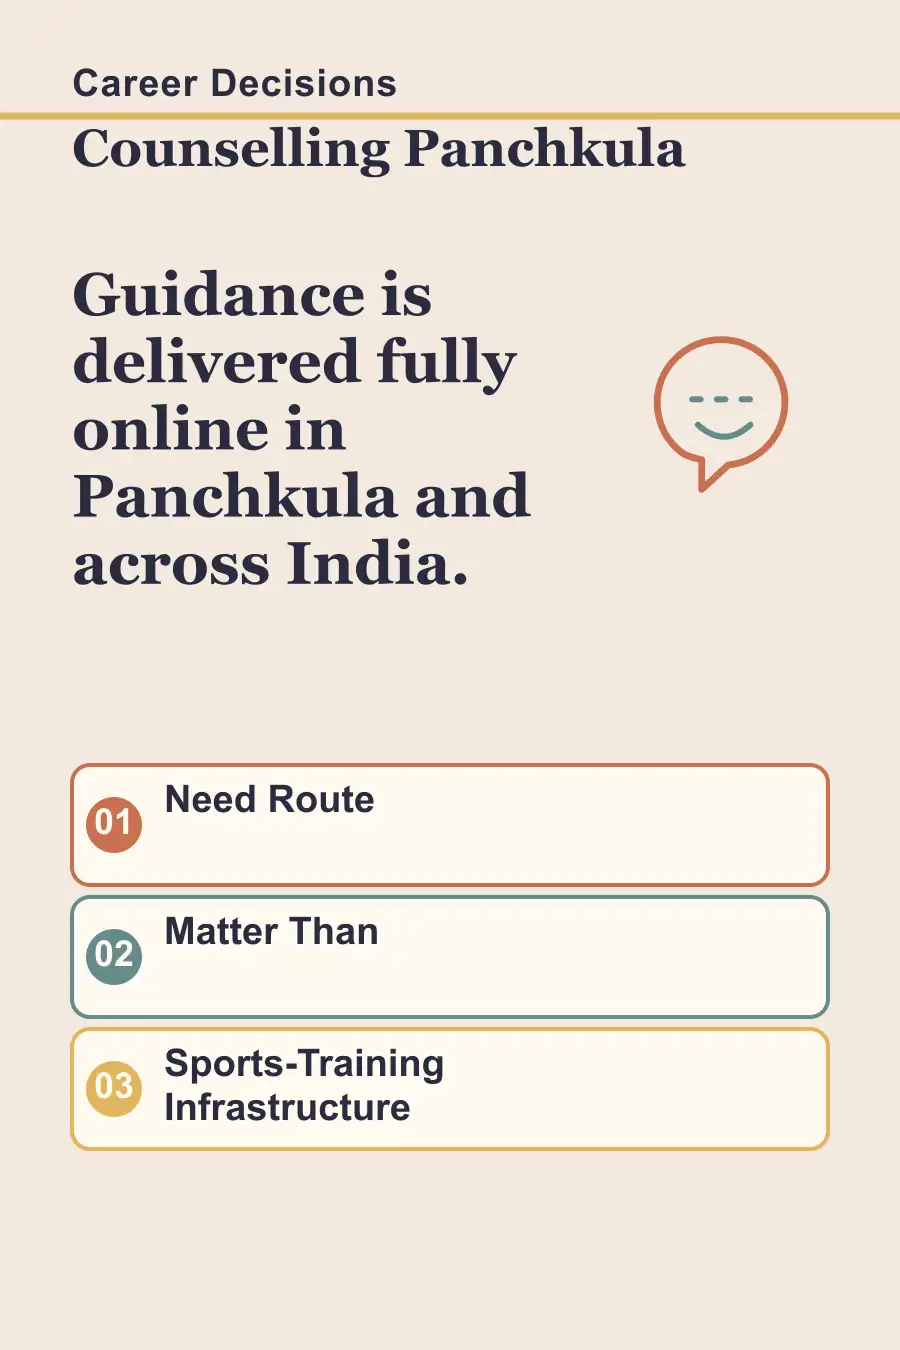 Career Decisions
Counselling Panchkula
Guidance is
delivered fully
online in
Panchkula and
across India.
01 Need Route
02 Matter Than
03 Sports-Training
Infrastructure